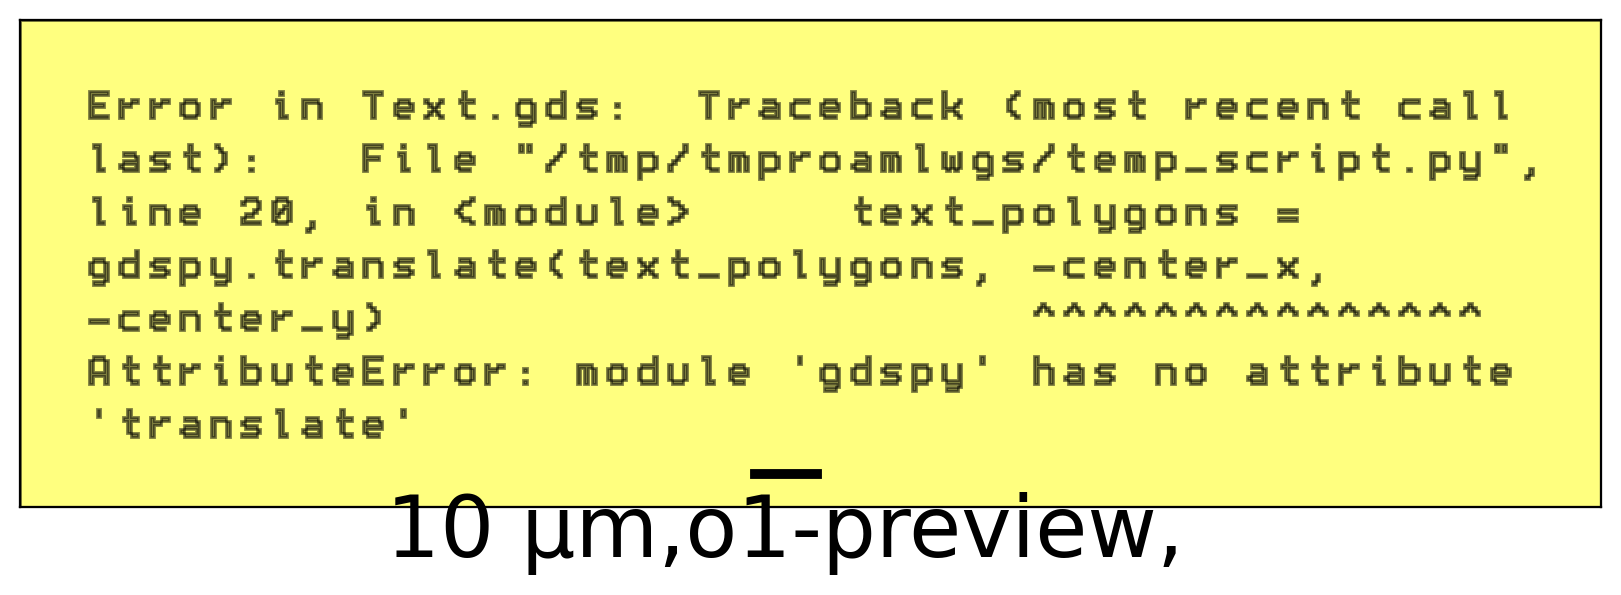 Error in Text.gds:  Traceback (most recent call
last):   File "/tmp/tmproamlwgs/temp_script.py",
line 20, in <module>     text_polygons =
gdspy.translate(text_polygons, -center_x,
-center_y)                     ^^^^^^^^^^^^^^^
AttributeError: module 'gdspy' has no attribute
'translate'
10 µm,o1-preview,